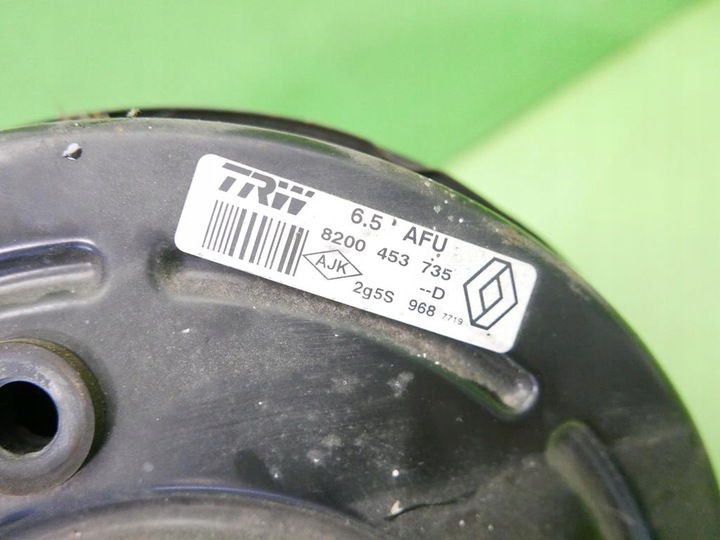 TRW
6.5 ' AFU
8200 453 735
AJK
--D
2g5S 968 7719